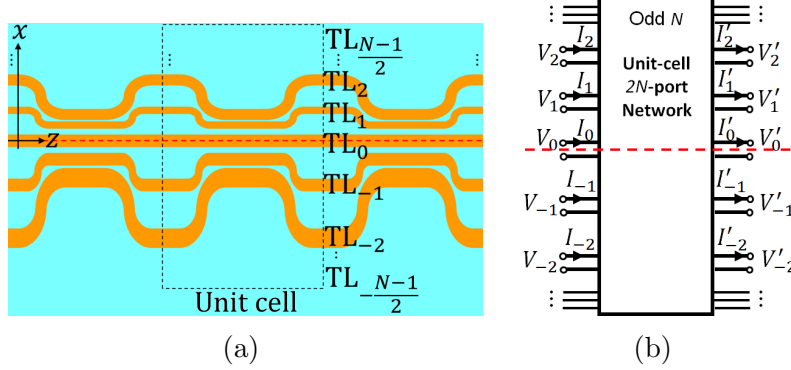 x
⋮
⋮
TL_{\frac{N-1}{2}}
TL_2
TL_1
z
TL_0
TL_{-1}
TL_{-2}
⋮
TL_{-\frac{N-1}{2}}
Unit cell
(a)
Odd N
Unit-cell
2N-port
Network
⋮
⋮
V_2 I_2 I'_2 V'_2
V_1 I_1 I'_1 V'_1
V_0 I_0 I'_0 V'_0
V_{-1} I_{-1} I'_{-1} V'_{-1}
V_{-2} I_{-2} I'_{-2} V'_{-2}
⋮
⋮
(b)